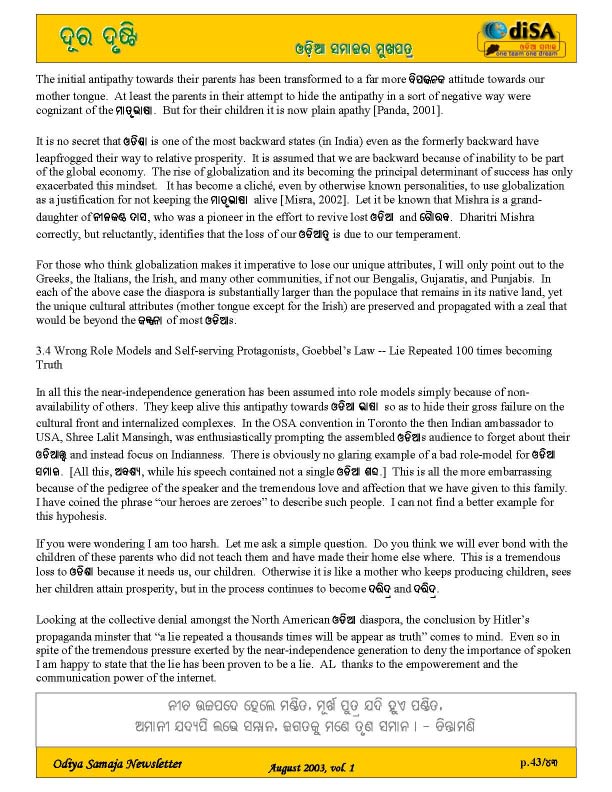 ଦୂର ଦୃଷ୍ଟି
ଓଡ଼ିଆ ସମାଜର ମୁଖପତ୍ର
diSA
ଓଡ଼ିଆ ସମାଜ
one team one dream
The initial antipathy towards their parents has been transformed to a far more ବିପଜ୍ଜନକ attitude towards our
mother tongue. At least the parents in their attempt to hide the antipathy in a sort of negative way were
cognizant of the ମାତୃଭାଷା. But for their children it is now plain apathy [Panda, 2001].
It is no secret that ଓଡିଶା is one of the most backward states (in India) even as the formerly backward have
leapfrogged their way to relative prosperity. It is assumed that we are backward because of inability to be part
of the global economy. The rise of globalization and its becoming the principal determinant of success has only
exacerbated this mindset. It has become a cliché, even by otherwise known personalities, to use globalization
as a justification for not keeping the ମାତୃଭାଷା alive [Misra, 2002]. Let it be known that Mishra is a grand-
daughter of ନୀଳକଣ୍ଠ ଦାସ, who was a pioneer in the effort to revive lost ଓଡ଼ିଆ and ଗୌରବ. Dharitri Mishra
correctly, but reluctantly, identifies that the loss of our ଓଡ଼ିଆତ୍ୱ is due to our temperament.
For those who think globalization makes it imperative to lose our unique attributes, I will only point out to the
Greeks, the Italians, the Irish, and many other communities, if not our Bengalis, Gujaratis, and Punjabis. In
each of the above case the diaspora is substantially larger than the populace that remains in its native land, yet
the unique cultural attributes (mother tongue except for the Irish) are preserved and propagated with a zeal that
would be beyond the କଳ୍ପନା of most ଓଡ଼ିଆs.
3.4 Wrong Role Models and Self-serving Protagonists, Goebbel’s Law -- Lie Repeated 100 times becoming
Truth
In all this the near-independence generation has been assumed into role models simply because of non-
availability of others. They keep alive this antipathy towards ଓଡ଼ିଆ ଭାଷା so as to hide their gross failure on the
cultural front and internalized complexes. In the OSA convention in Toronto the then Indian ambassador to
USA, Shree Lalit Mansingh, was enthusiastically prompting the assembled ଓଡ଼ିଆs audience to forget about their
ଓଡ଼ିଆତ୍ୱ and instead focus on Indianness. There is obviously no glaring example of a bad role-model for ଓଡ଼ିଆ
ସମାଜ. [All this, ଅବଶ୍ୟ, while his speech contained not a single ଓଡ଼ିଆ ଶବ୍ଦ.] This is all the more embarrassing
because of the pedigree of the speaker and the tremendous love and affection that we have given to this family.
I have coined the phrase “our heroes are zeroes” to describe such people. I can not find a better example for
this hypohesis.
If you were wondering I am too harsh. Let me ask a simple question. Do you think we will ever bond with the
children of these parents who did not teach them and have made their home else where. This is a tremendous
loss to ଓଡିଶା because it needs us, our children. Otherwise it is like a mother who keeps producing children, sees
her children attain prosperity, but in the process continues to become ଦରିଦ୍ର and ଦରିଦ୍ର.
Looking at the collective denial amongst the North American ଓଡ଼ିଆ diaspora, the conclusion by Hitler’s
propaganda minster that “a lie repeated a thousands times will be appear as truth” comes to mind. Even so in
spite of the tremendous pressure exerted by the near-independence generation to deny the importance of spoken
I am happy to state that the lie has been proven to be a lie. AL thanks to the empowerement and the
communication power of the internet.
ନୀଚ ଉଚ୍ଚପଦେ ହେଲେ ମଣ୍ଡିତ, ମୂର୍ଖ ପୁତ୍ର ଯଦି ହୁଏ ପଣ୍ଡିତ,
ଅମାନୀ ଯଦ୍ୟପି ଲଭେ ସମ୍ମାନ, ଜଗତକୁ ମଣେ ତୃଣ ସମାନ । – ଚିନ୍ତାମଣି
Odiya Samaja Newsletter
August 2003, vol. 1
p.43/୪୩